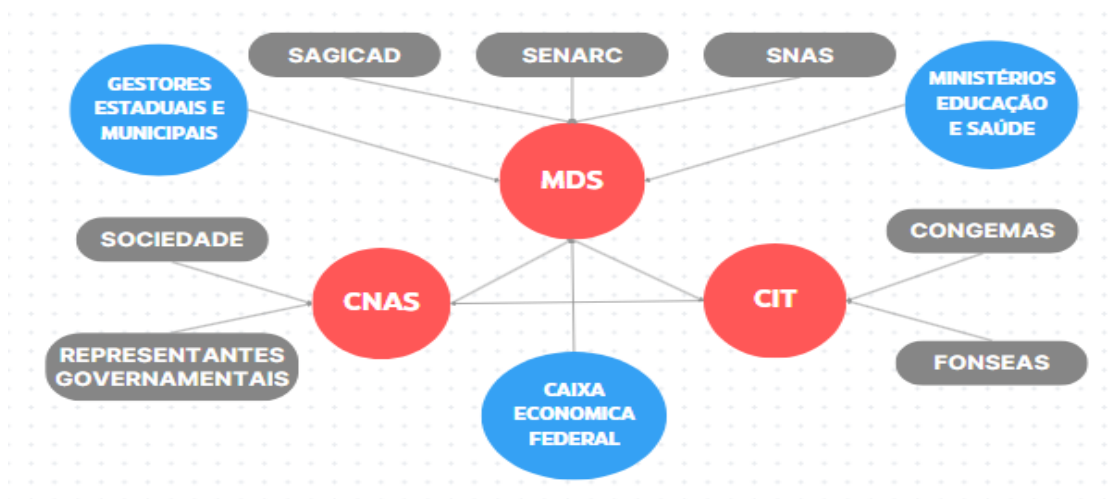 SAGICAD
SENARC
SNAS
GESTORES
ESTADUAIS E
MUNICIPAIS
MINISTÉRIOS
EDUCAÇÃO
E SAÚDE
MDS
SOCIEDADE
CONGEMAS
CNAS
CIT
REPRESENTANTES
GOVERNAMENTAIS
FONSEAS
CAIXA
ECONOMICA
FEDERAL